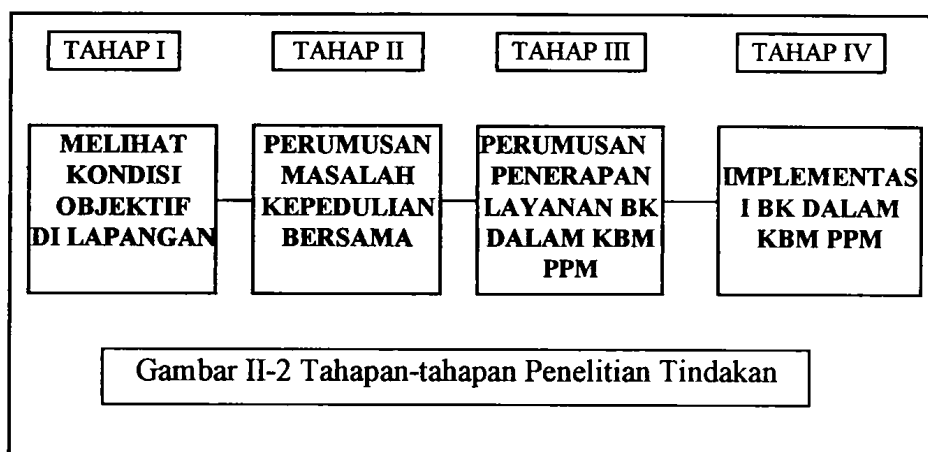 TAHAP I
TAHAP II
TAHAP III
TAHAP IV
MELIHAT
KONDISI
OBJEKTIF
DI LAPANGAN
PERUMUSAN
MASALAH
KEPEDULIAN
BERSAMA
PERUMUSAN
PENERAPAN
LAYANAN BK
DALAM KBM
PPM
IMPLEMENTAS
I BK DALAM
KBM PPM
Gambar II-2 Tahapan-tahapan Penelitian Tindakan